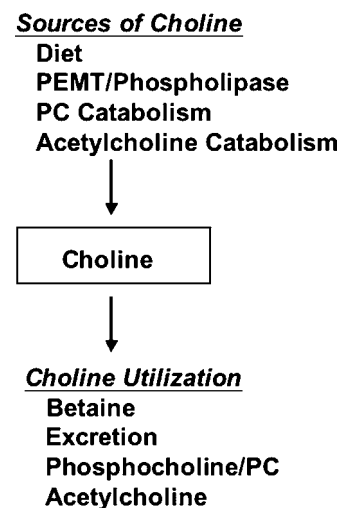 Sources of Choline
Diet
PEMT/Phospholipase
PC Catabolism
Acetylcholine Catabolism
Choline
Choline Utilization
Betaine
Excretion
Phosphocholine/PC
Acetylcholine